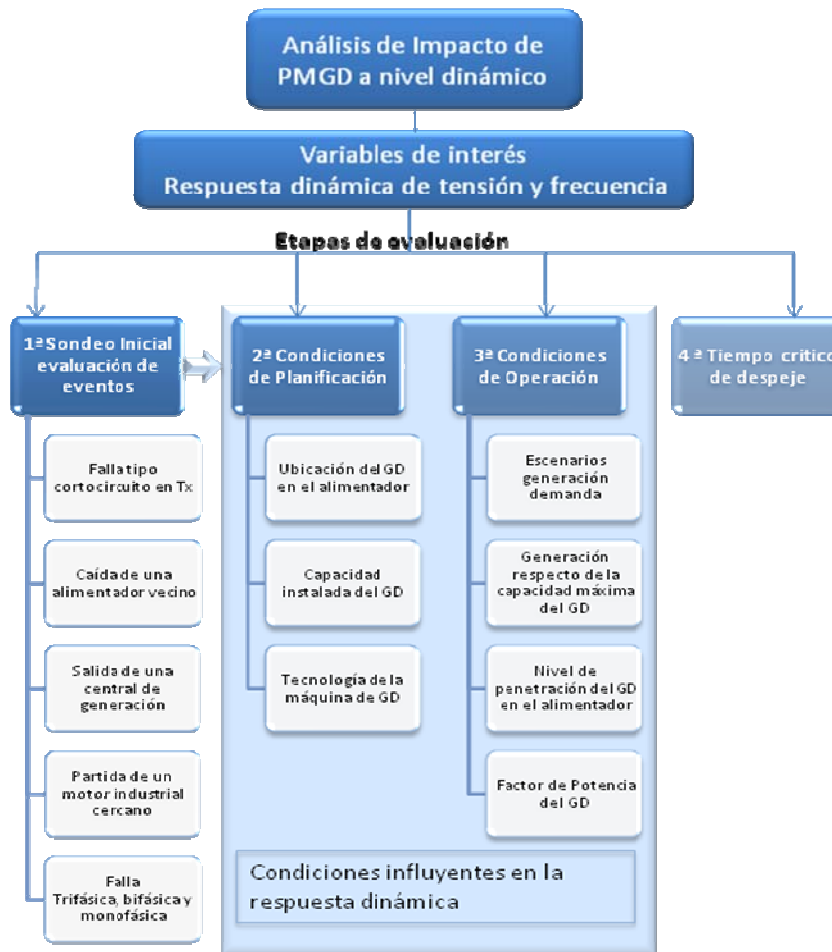 Análisis de Impacto de
PMGD a nivel dinámico
Variables de interés
Respuesta dinámica de tensión y frecuencia
Etapas de evaluación
1ª Sondeo Inicial
evaluación de
eventos
Falla tipo
cortocircuito en Tx
Caída de una
alimentador vecino
Salida de una
central de
generación
Partida de un
motor industrial
cercano
Falla
Trifásica, bifásica y
monofásica
2ª Condiciones
de Planificación
Ubicación del GD
en el alimentador
Capacidad
instalada del GD
Tecnología de la
máquina de GD
3ª Condiciones
de Operación
Escenarios
generación
demanda
Generación
respecto de la
capacidad máxima
del GD
Nivel de
penetración del GD
en el alimentador
Factor de Potencia
del GD
4ª Tiempo critico
de despeje
Condiciones influyentes en la
respuesta dinámica